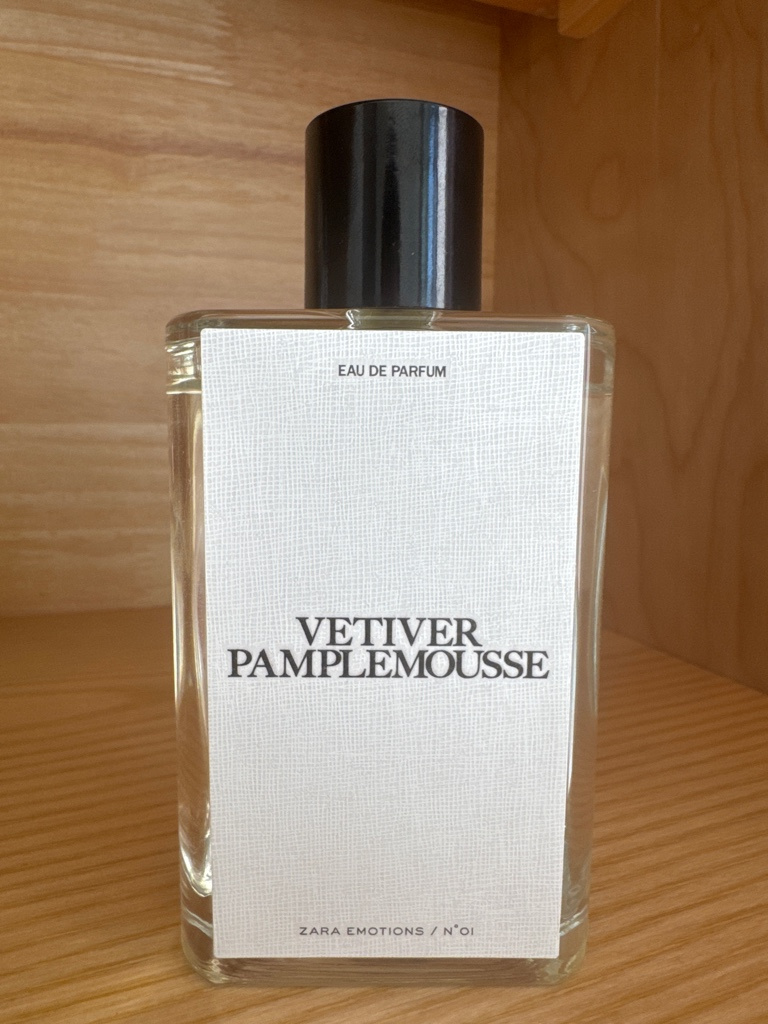 EAU DE PARFUM
VETIVER
PAMPLEMOUSSE
ZARA EMOTIONS / N°01